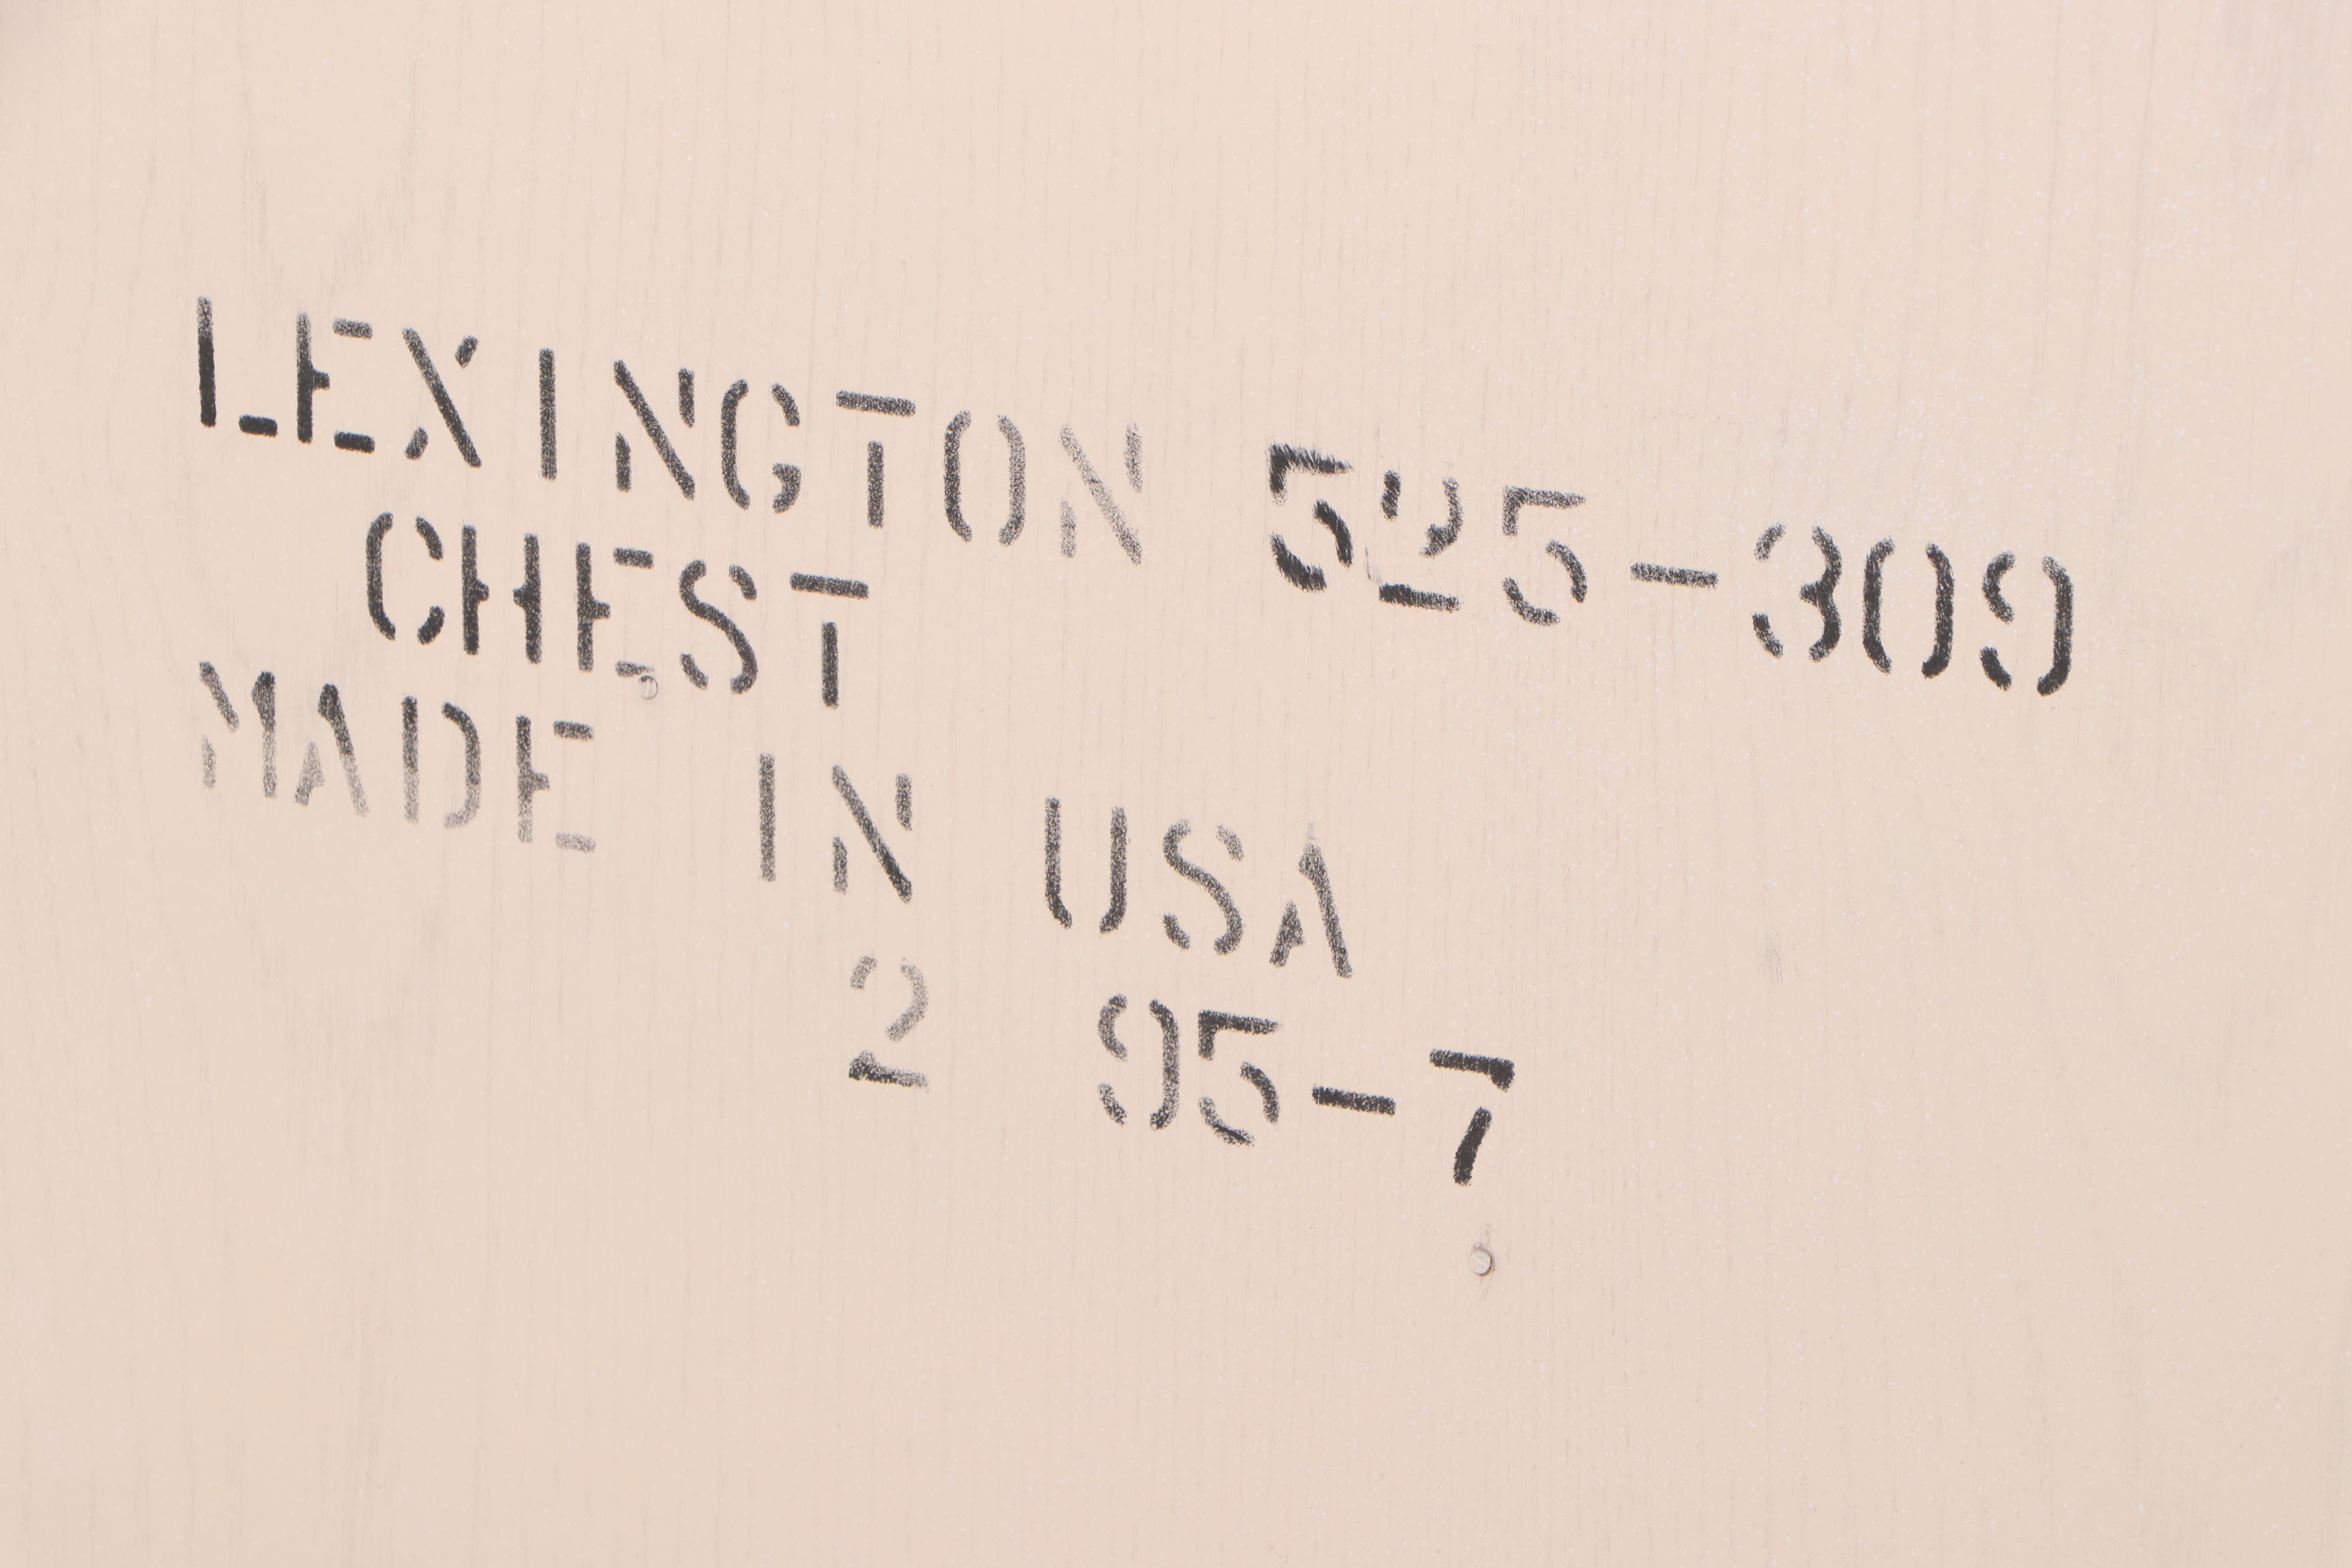 LEXINGTON 525-309
CHEST
MADE IN USA
2 95-7